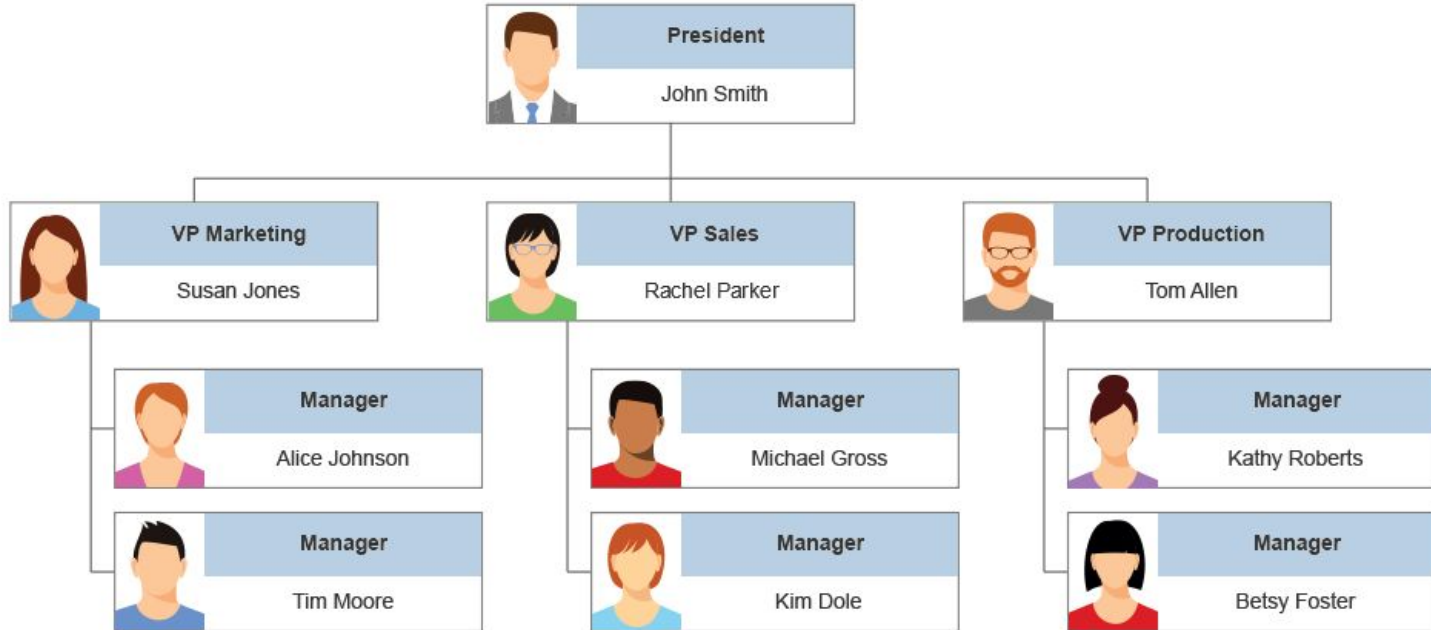 President
John Smith
VP Marketing
Susan Jones
VP Sales
Rachel Parker
VP Production
Tom Allen
Manager
Alice Johnson
Manager
Michael Gross
Manager
Kathy Roberts
Manager
Tim Moore
Manager
Kim Dole
Manager
Betsy Foster